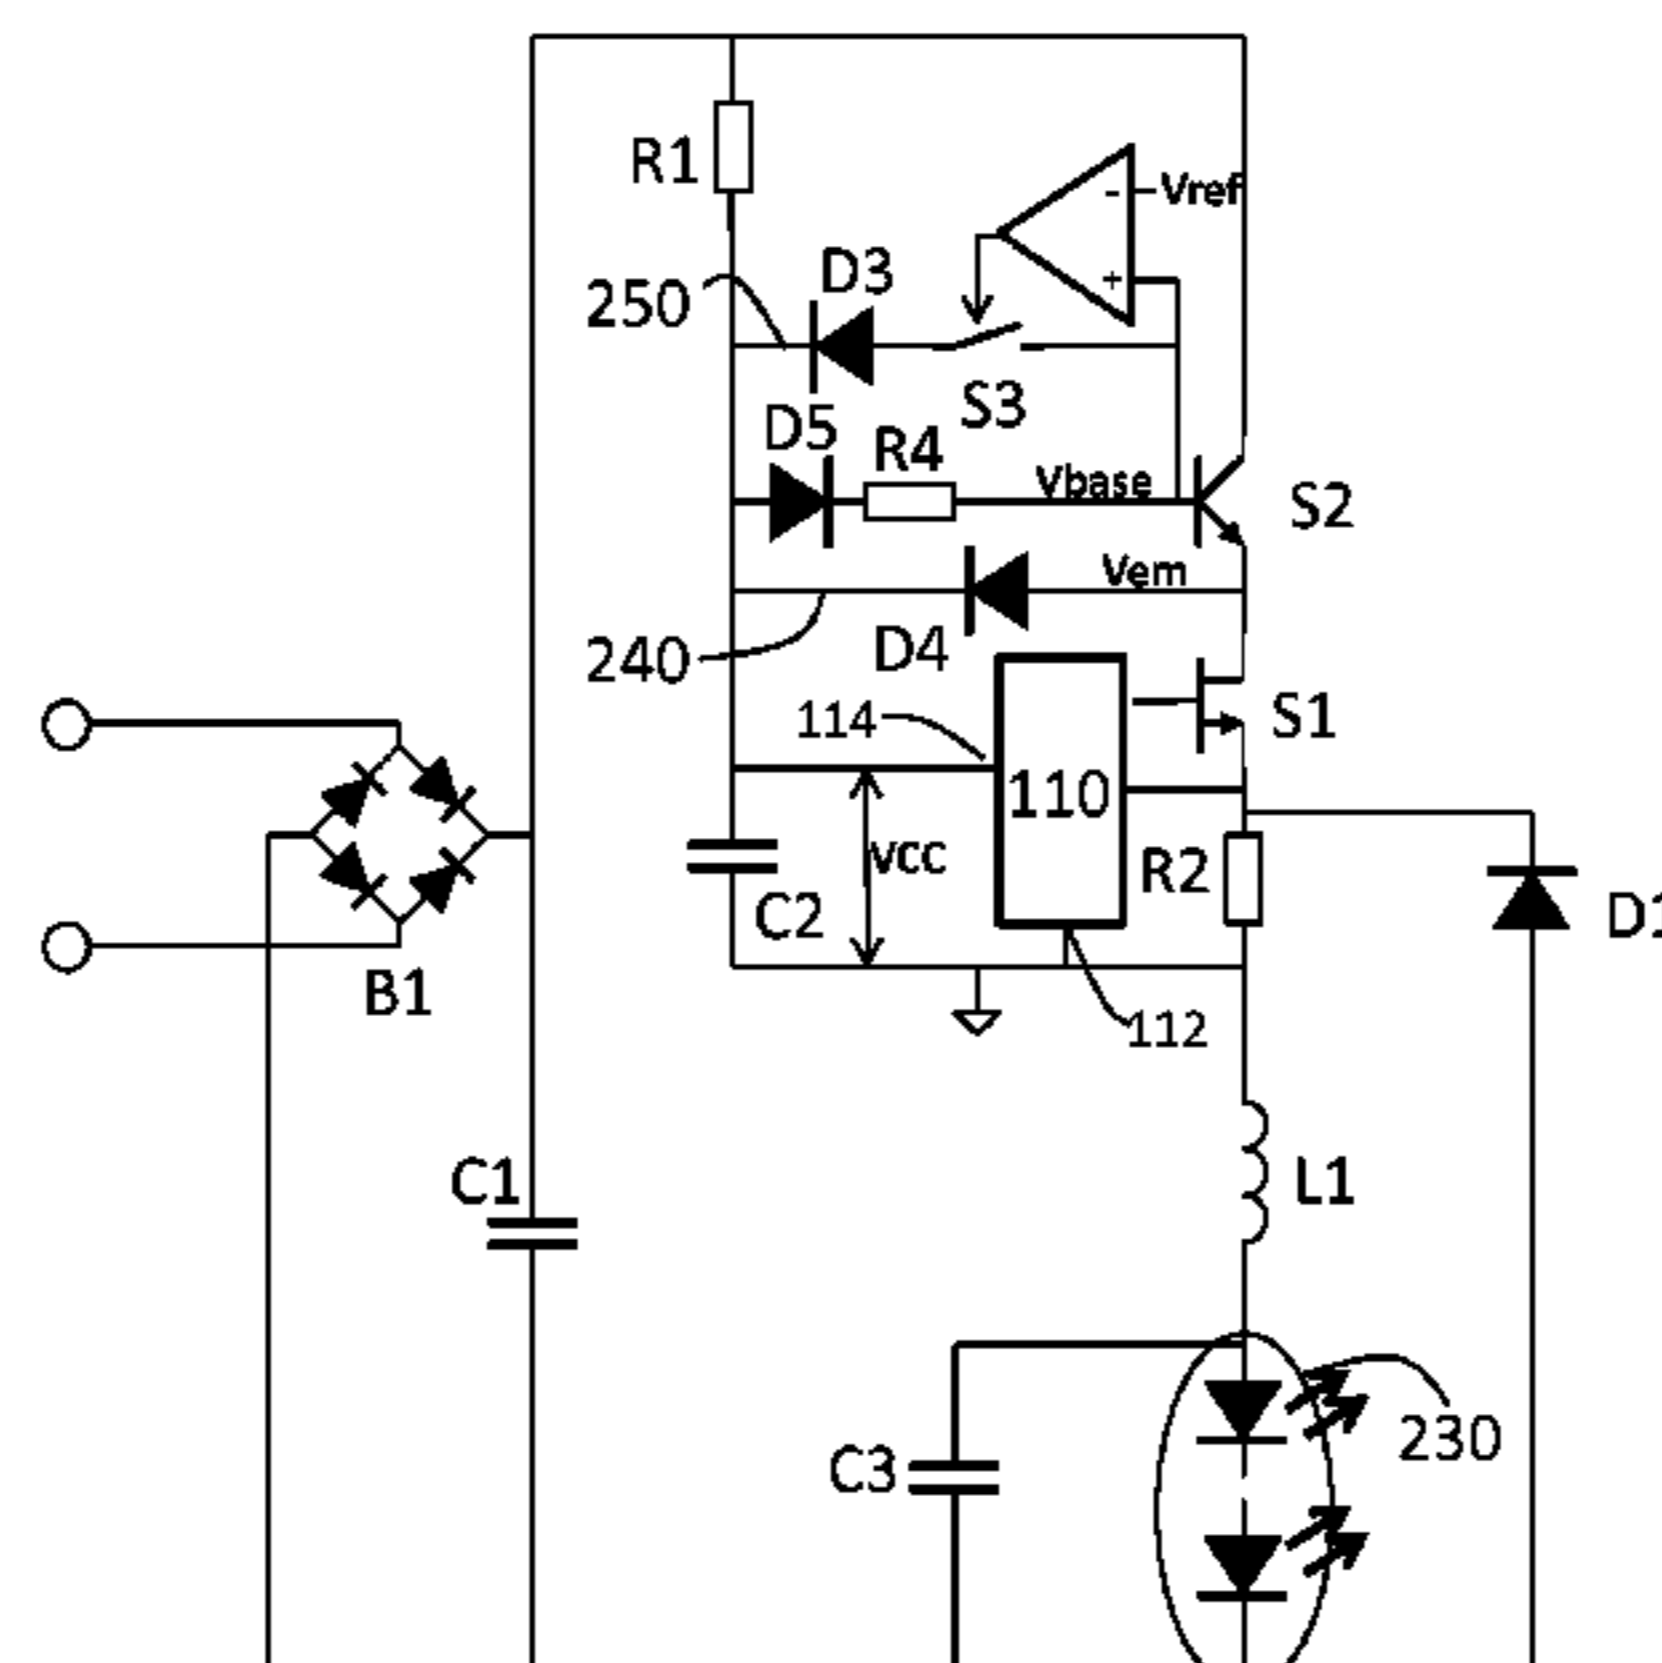 R1
-
Vref
250
D3
+
S3
D5
R4
Vbase
S2
Vem
240
D4
114
S1
110
VCC
R2
C2
D1
B1
112
C1
L1
C3
230